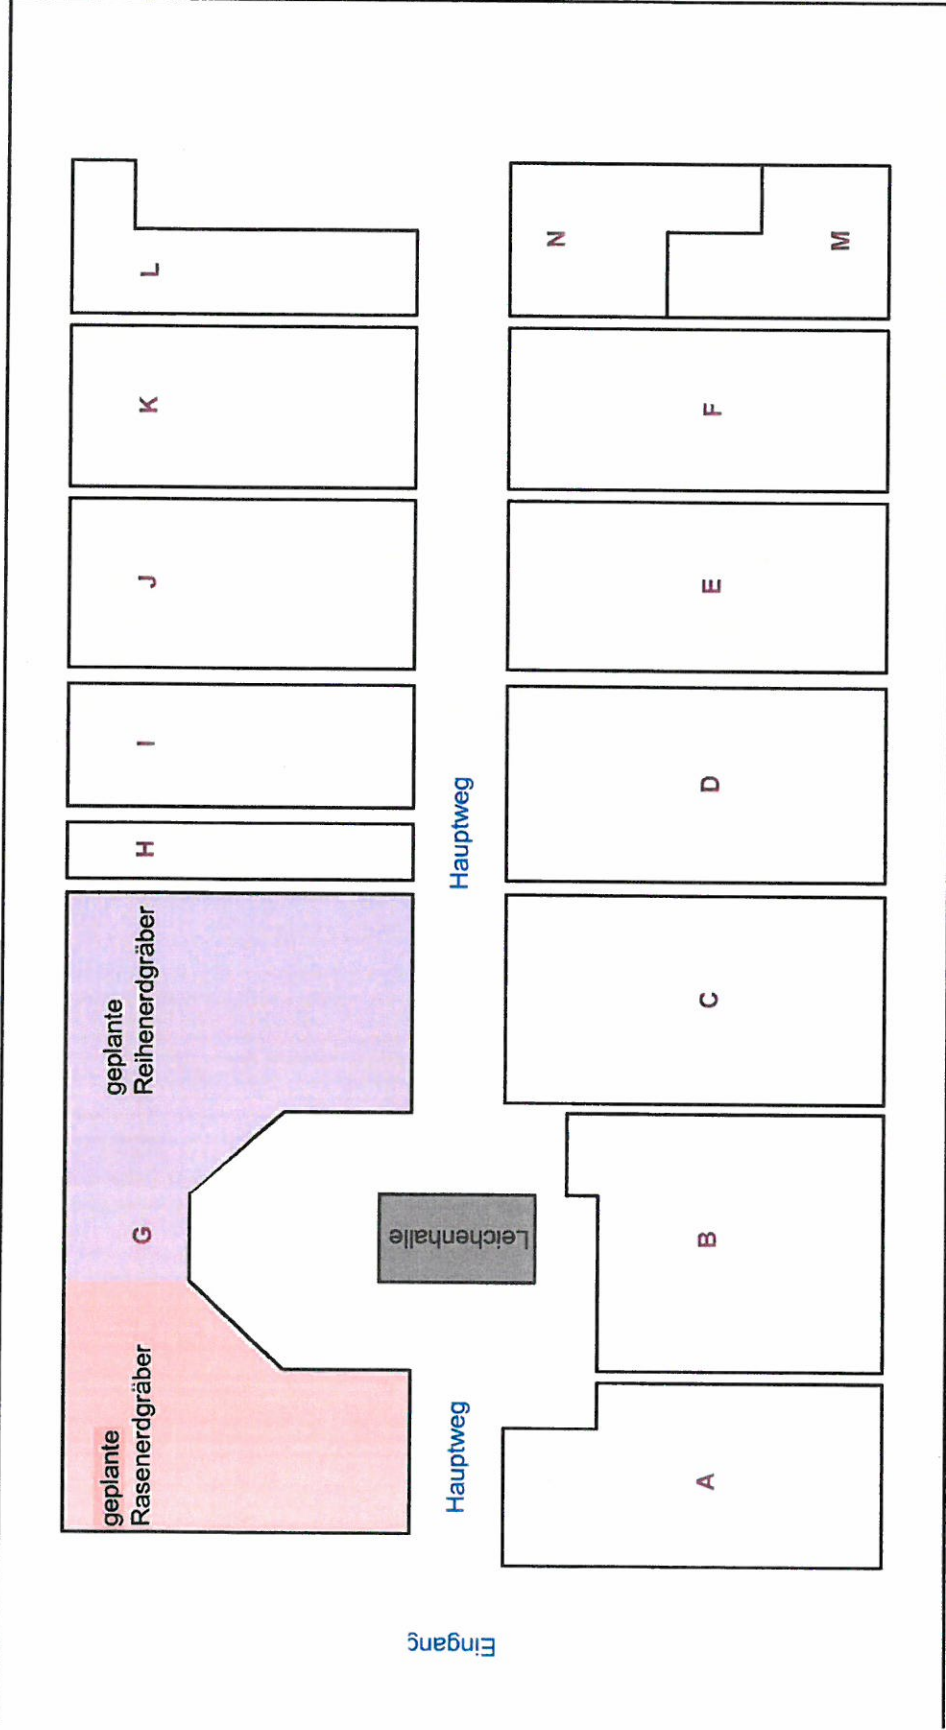 geplante
Rasenerdgräber
G
geplante
Reihenerdgräber
H
I
J
K
L
Eingang
Hauptweg
Leichenhalle
Hauptweg
A
B
C
D
E
F
N
M